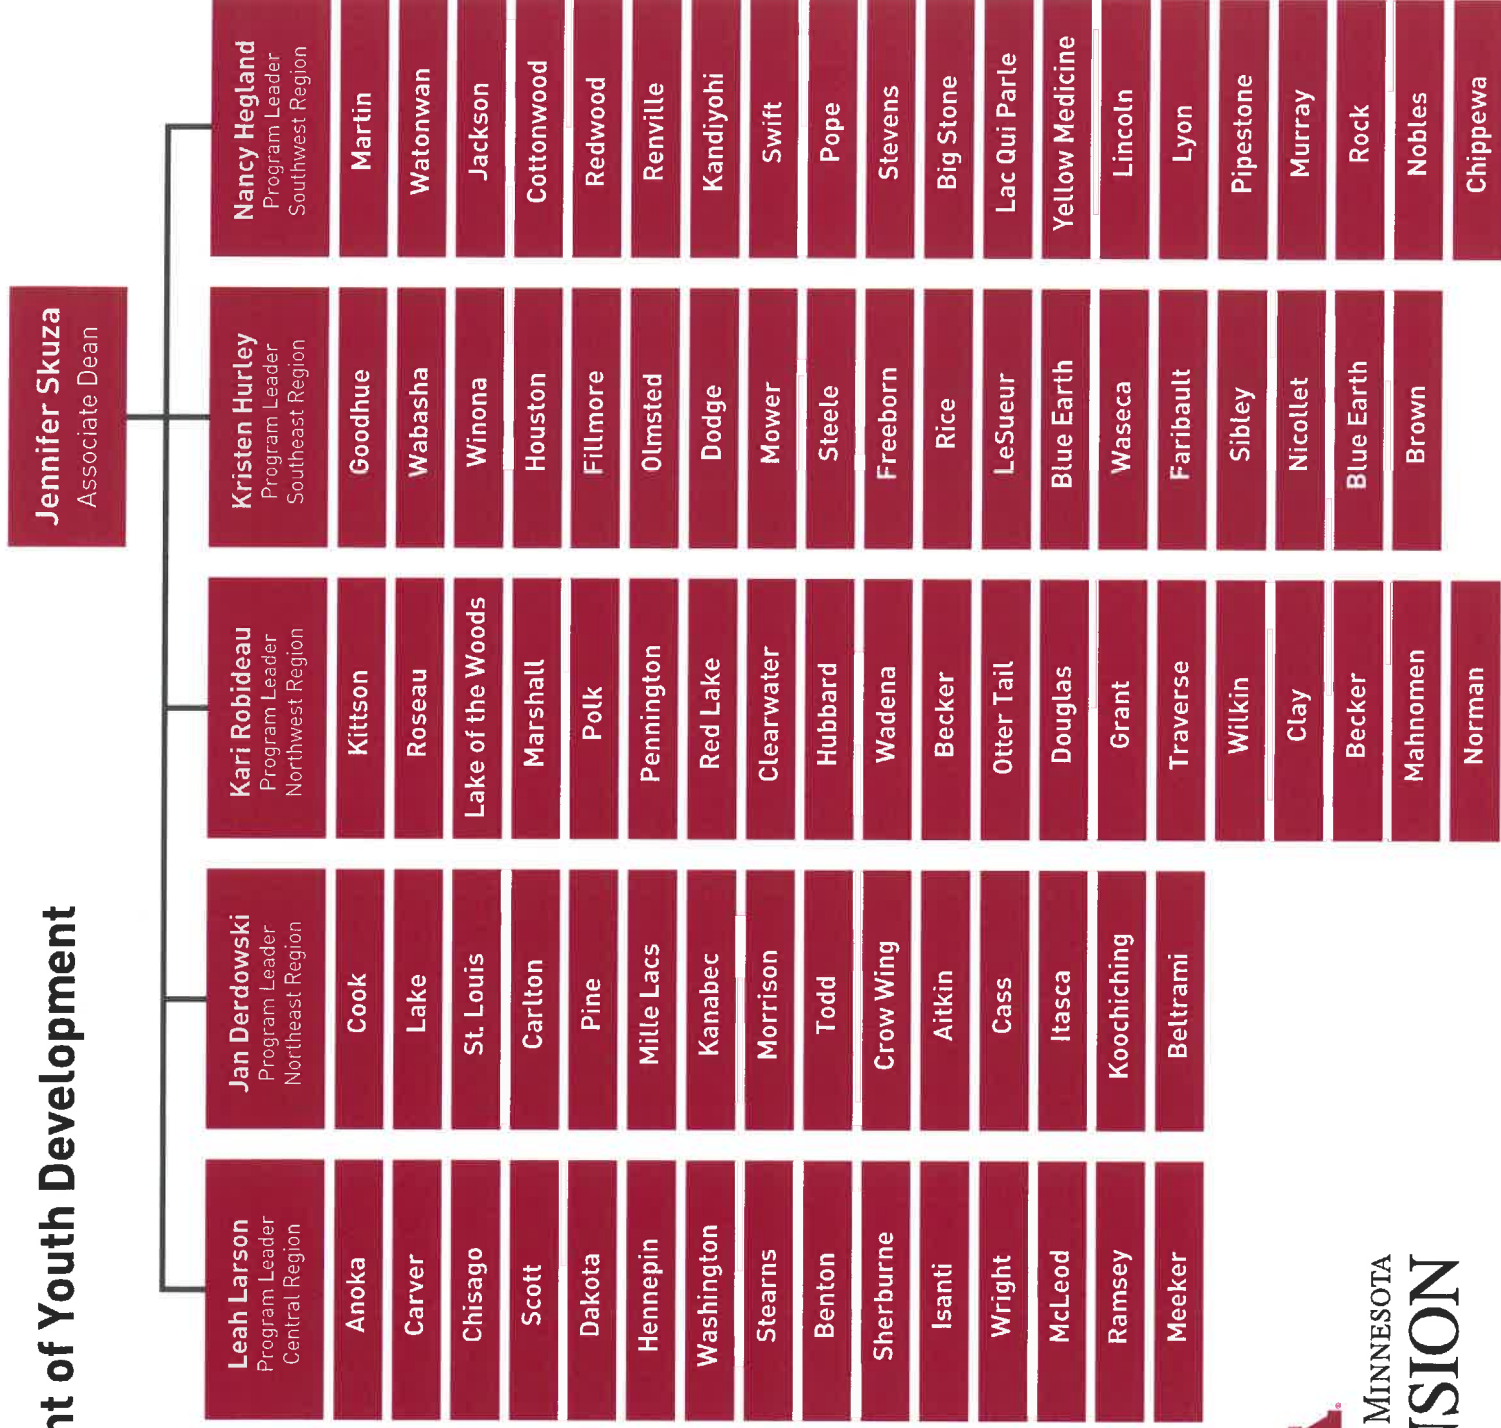 nt of Youth Development
Jennifer Skuza
Associate Dean
Leah Larson
Program Leader
Central Region
Anoka
Carver
Chisago
Scott
Dakota
Hennepin
Washington
Stearns
Benton
Sherburne
Isanti
Wright
McLeod
Ramsey
Meeker
Jan Derdowski
Program Leader
Northeast Region
Cook
Lake
St. Louis
Carlton
Pine
Mille Lacs
Kanabec
Morrison
Todd
Crow Wing
Aitkin
Cass
Itasca
Koochiching
Beltrami
Kari Robideau
Program Leader
Northwest Region
Kittson
Roseau
Lake of the Woods
Marshall
Polk
Pennington
Red Lake
Clearwater
Hubbard
Wadena
Becker
Otter Tail
Douglas
Grant
Traverse
Wilkin
Clay
Becker
Mahnomen
Norman
Kristen Hurley
Program Leader
Southeast Region
Goodhue
Wabasha
Winona
Houston
Fillmore
Olmsted
Dodge
Mower
Steele
Freeborn
Rice
LeSueur
Blue Earth
Waseca
Faribault
Sibley
Nicollet
Blue Earth
Brown
Nancy Hegland
Program Leader
Southwest Region
Martin
Watonwan
Jackson
Cottonwood
Redwood
Renville
Kandiyohi
Swift
Pope
Stevens
Big Stone
Lac Qui Parle
Yellow Medicine
Lincoln
Lyon
Pipestone
Murray
Rock
Nobles
Chippewa
MINNESOTA
NSION